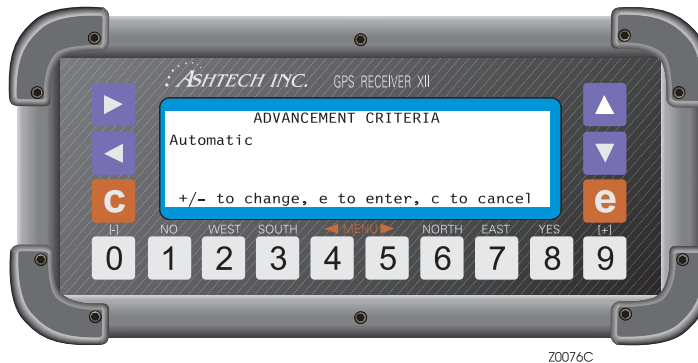 ASHTECH INC. GPS RECEIVER XII
ADVANCEMENT CRITERIA
Automatic
+/- to change, e to enter, c to cancel
c e
[-] NO WEST SOUTH MENU NORTH EAST YES [+]
0 1 2 3 4 5 6 7 8 9
Z0076C